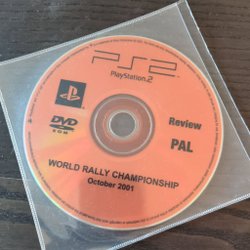 PS2
PlayStation 2
DVD
ROM
Review
PAL
WORLD RALLY CHAMPIONSHIP
October 2001